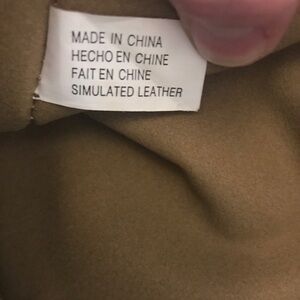 MADE IN CHINA
HECHO EN CHINE
FAIT EN CHINE
SIMULATED LEATHER